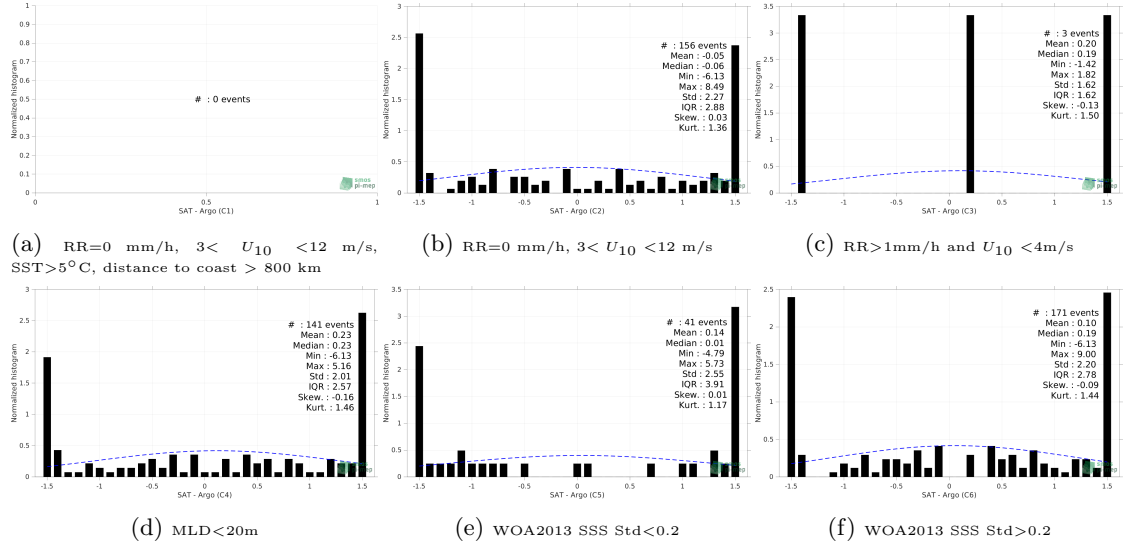 1
0.9
0.8
0.7
0.6
0.5
0.4
0.3
0.2
0.1
0
Normalized histogram
# : 0 events
smos
pi-mep
0 0.5 1
SAT - Argo (C1)
(a) RR=0 mm/h, 3< U10 <12 m/s,
SST>5°C, distance to coast > 800 km
3
2.5
2
1.5
1
0.5
0
Normalized histogram
# : 156 events
Mean : -0.05
Median : -0.06
Min : -6.13
Max : 8.49
Std : 2.27
IQR : 2.88
Skew. : 0.03
Kurt. : 1.36
smos
pi-mep
-1.5 -1 -0.5 0 0.5 1 1.5
SAT - Argo (C2)
(b) RR=0 mm/h, 3< U10 <12 m/s
3.5
3
2.5
2
1.5
1
0.5
0
Normalized histogram
# : 3 events
Mean : 0.20
Median : 0.19
Min : -1.42
Max : 1.82
Std : 1.62
IQR : 1.62
Skew. : -0.13
Kurt. : 1.50
smos
pi-mep
-1.5 -1 -0.5 0 0.5 1 1.5
SAT - Argo (C3)
(c) RR>1mm/h and U10 <4m/s
3
2.5
2
1.5
1
0.5
0
Normalized histogram
# : 141 events
Mean : 0.23
Median : 0.23
Min : -6.13
Max : 5.16
Std : 2.01
IQR : 2.57
Skew. : -0.16
Kurt. : 1.46
smos
pi-mep
-1.5 -1 -0.5 0 0.5 1 1.5
SAT - Argo (C4)
(d) MLD<20m
3.5
3
2.5
2
1.5
1
0.5
0
Normalized histogram
# : 41 events
Mean : 0.14
Median : 0.01
Min : -4.79
Max : 5.73
Std : 2.55
IQR : 3.91
Skew. : 0.01
Kurt. : 1.17
smos
pi-mep
-1.5 -1 -0.5 0 0.5 1 1.5
SAT - Argo (C5)
(e) WOA2013 SSS Std<0.2
2.5
2
1.5
1
0.5
0
Normalized histogram
# : 171 events
Mean : 0.10
Median : 0.19
Min : -6.13
Max : 9.00
Std : 2.20
IQR : 2.78
Skew. : -0.09
Kurt. : 1.44
smos
pi-mep
-1.5 -1 -0.5 0 0.5 1 1.5
SAT - Argo (C6)
(f) WOA2013 SSS Std>0.2